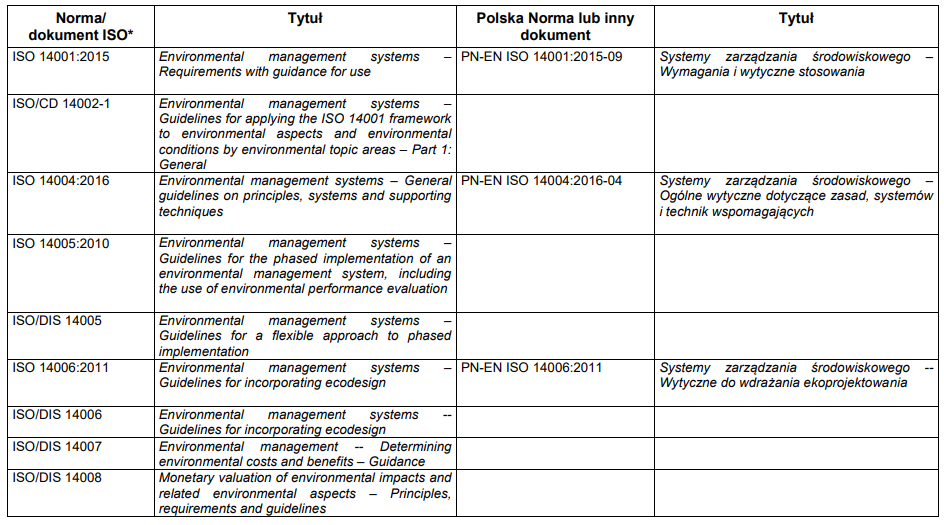 Norma/
dokument ISO*
Tytuł
Polska Norma lub inny
dokument
Tytuł
ISO 14001:2015
Environmental management systems –
Requirements with guidance for use
PN-EN ISO 14001:2015-09
Systemy zarządzania środowiskowego –
Wymagania i wytyczne stosowania
ISO/CD 14002-1
Environmental management systems –
Guidelines for applying the ISO 14001 framework
to environmental aspects and environmental
conditions by environmental topic areas – Part 1:
General
ISO 14004:2016
Environmental management systems – General
guidelines on principles, systems and supporting
techniques
PN-EN ISO 14004:2016-04
Systemy zarządzania środowiskowego –
Ogólne wytyczne dotyczące zasad, systemów
i technik wspomagających
ISO 14005:2010
Environmental management systems –
Guidelines for the phased implementation of an
environmental management system, including
the use of environmental performance evaluation
ISO/DIS 14005
Environmental management systems –
Guidelines for a flexible approach to phased
implementation
ISO 14006:2011
Environmental management systems –
Guidelines for incorporating ecodesign
PN-EN ISO 14006:2011
Systemy zarządzania środowiskowego --
Wytyczne do wdrażania ekoprojektowania
ISO/DIS 14006
Environmental management systems --
Guidelines for incorporating ecodesign
ISO/DIS 14007
Environmental management -- Determining
environmental costs and benefits – Guidance
ISO/DIS 14008
Monetary valuation of environmental impacts and
related environmental aspects – Principles,
requirements and guidelines